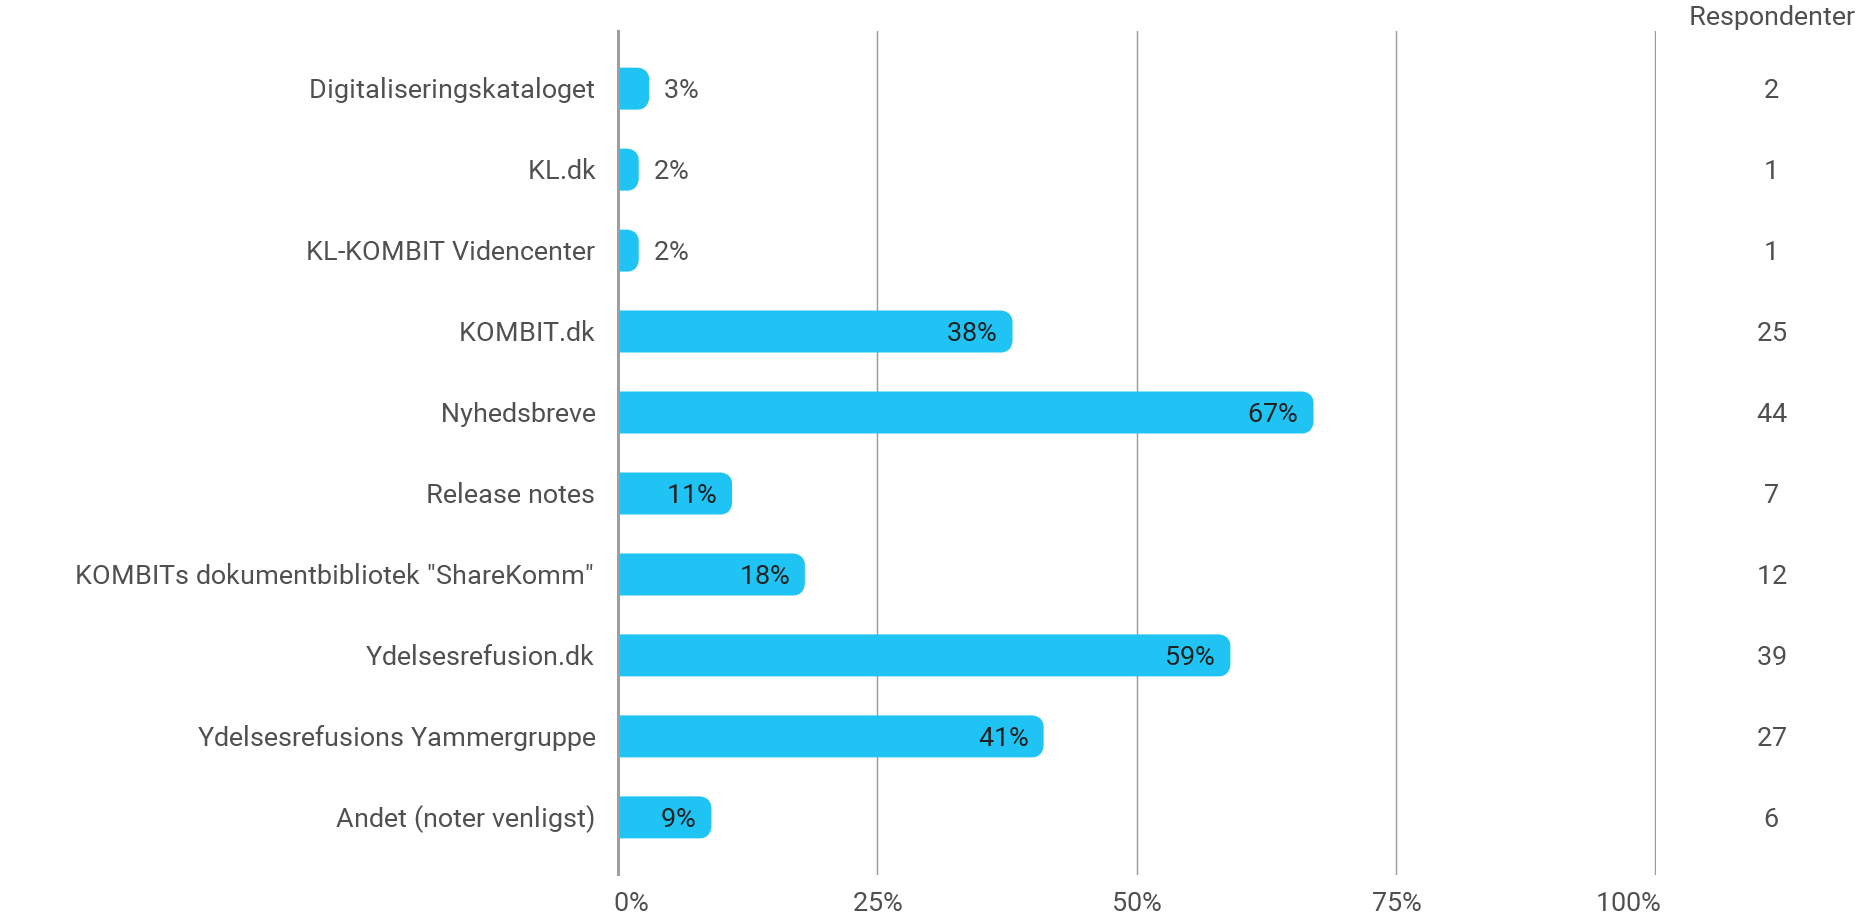 Respondenter
Digitaliseringskataloget 3% 2
KL.dk 2% 1
KL-KOMBIT Videncenter 2% 1
KOMBIT.dk 38% 25
Nyhedsbreve 67% 44
Release notes 11% 7
KOMBITs dokumentbibliotek "ShareKomm" 18% 12
Ydelsesrefusion.dk 59% 39
Ydelsesrefusions Yammergruppe 41% 27
Andet (noter venligst) 9% 6
0% 25% 50% 75% 100%